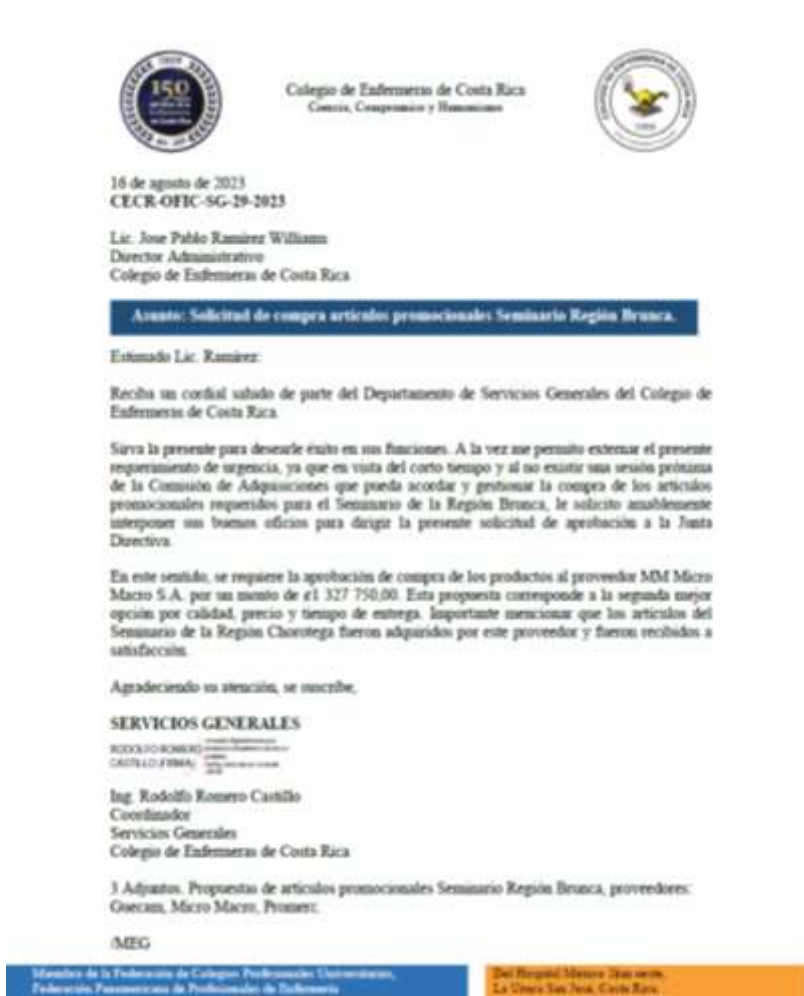 150
Colegio de Enfermeras de Costa Rica
Ciencia, Compromiso y Humanismo
16 de agosto de 2023
CECR-OFIC-SG-29-2023
Lic. Jose Pablo Ramirez Williams
Director Administrativo
Colegio de Enfermeras de Costa Rica
Asunto: Solicitud de compra artículos promocionales Seminario Región Brunca.
Estimado Lic. Ramírez:
Reciba un cordial saludo de parte del Departamento de Servicios Generales del Colegio de
Enfermeras de Costa Rica.
Sirva la presente para desearle éxito en sus funciones. A la vez me permito externar el presente
requerimiento de urgencia, ya que en vista del corto tiempo y al no existir una sesión próxima
de la Comisión de Adquisiciones que pueda acordar y gestionar la compra de los artículos
promocionales requeridos para el Seminario de la Región Brunca, le solicito amablemente
interponer sus buenos oficios para dirigir la presente solicitud de aprobación a la Junta
Directiva.
En este sentido, se requiere la aprobación de compra de los productos al proveedor MM Micro
Macro S.A. por un monto de ¢1 327 750,00. Esta propuesta corresponde a la segunda mejor
opción por calidad, precio y tiempo de entrega. Importante mencionar que los artículos del
Seminario de la Región Chorotega fueron adquiridos por este proveedor y fueron recibidos a
satisfacción.
Agradeciendo su atención, se suscribe,
SERVICIOS GENERALES
RODOLFO ROMERO
CASTILLO (FIRMA)
Ing. Rodolfo Romero Castillo
Coordinador
Servicios Generales
Colegio de Enfermeras de Costa Rica
3 Adjuntos. Propuestas de artículos promocionales Seminario Región Brunca, proveedores:
Guecam, Micro Macro, Promerc.
/MEG
Miembro de la Federación de Colegios Profesionales Universitarios,
Federación Panamericana de Profesionales de Enfermería
Del Hospital México 2km oeste,
La Uruca San José, Costa Rica.